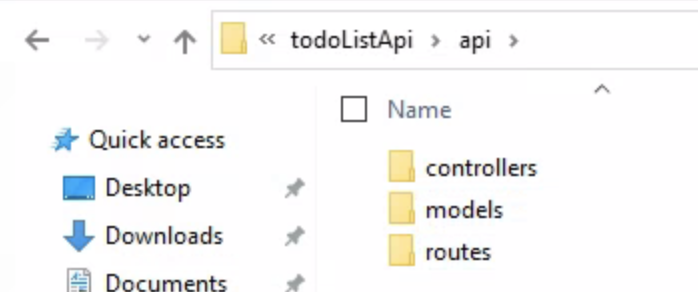 « todoListApi › api ›
Name
Quick access
controllers
Desktop
models
Downloads
routes
Documents